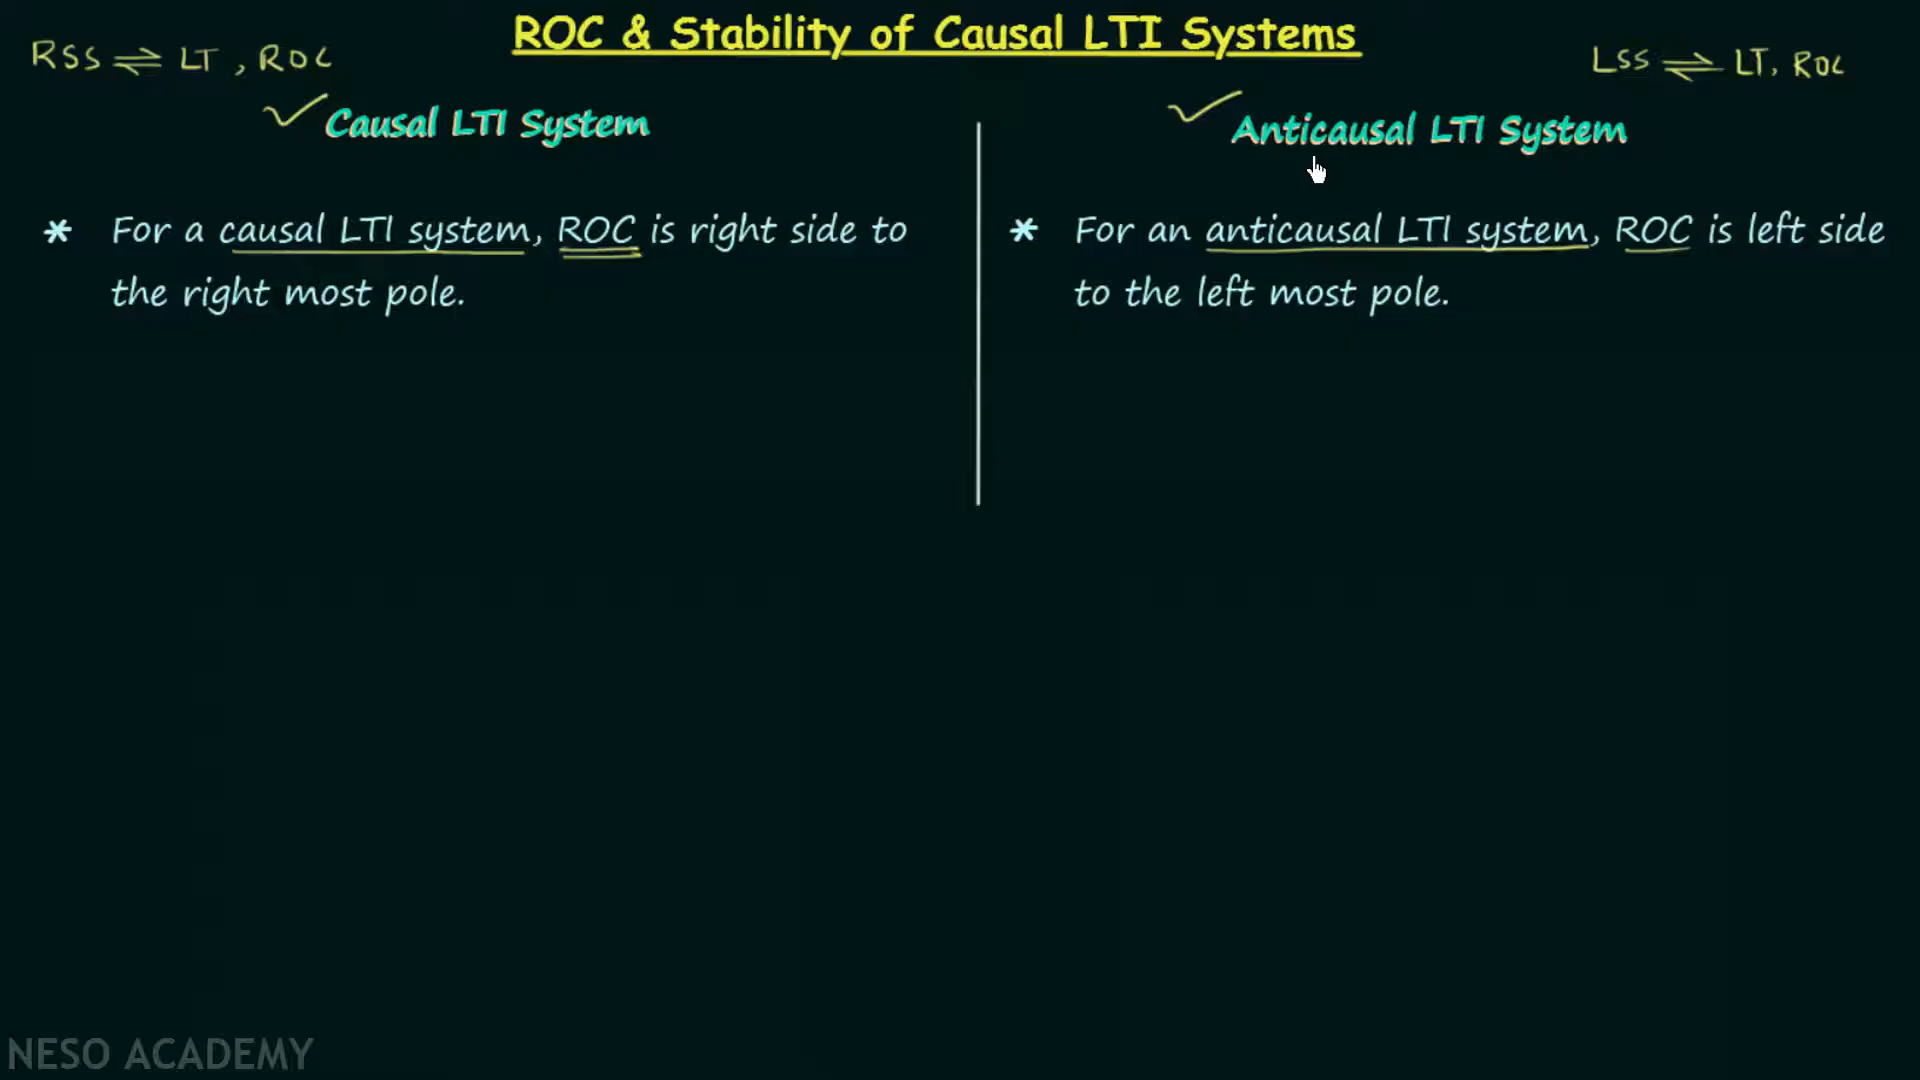 ROC & Stability of Causal LTI Systems
RSS ⇌ LT , ROC
LSS ⇌ LT, ROC
Causal LTI System
* For a causal LTI system, ROC is right side to
the right most pole.
Anticausal LTI System
* For an anticausal LTI system, ROC is left side
to the left most pole.
NESO ACADEMY